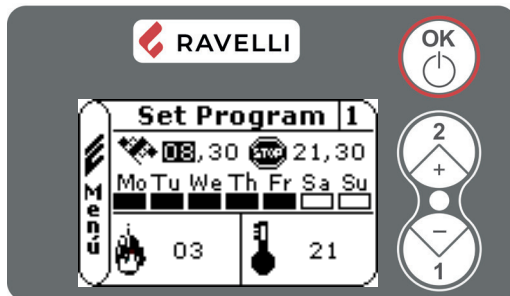 RAVELLI
OK
Set Program 1
08,30 STOP 21,30
Mo Tu We Th Fr Sa Su
Menú
03 21
2
+
−
1